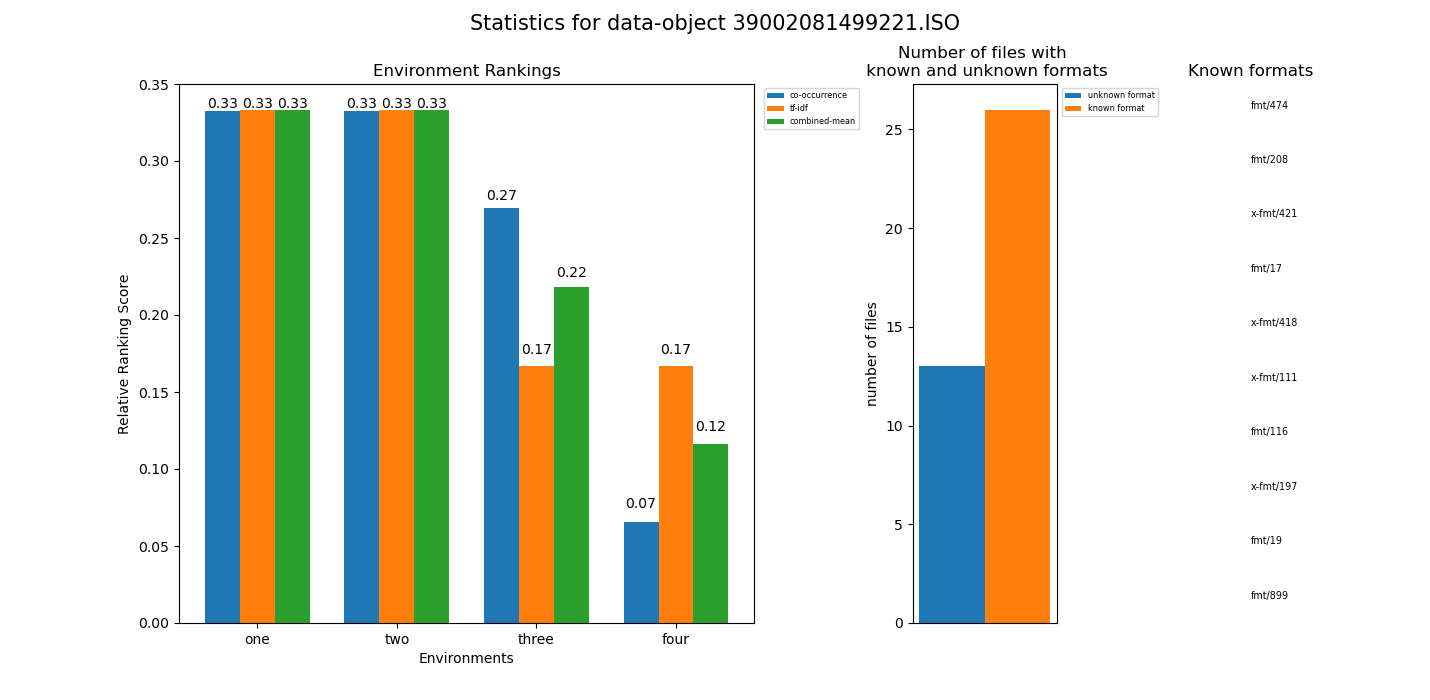 Statistics for data-object 39002081499221.ISO
Environment Rankings
0.35
0.30
0.25
0.20
0.15
0.10
0.05
0.00
Relative Ranking Score
0.33 0.33 0.33
0.33 0.33 0.33
0.27
0.17
0.22
0.07
0.17
0.12
one
two
three
four
Environments
co-occurrence
tf-idf
combined-mean
Number of files with
known and unknown formats
25
20
15
10
5
0
number of files
unknown format
known format
Known formats
fmt/474
fmt/208
x-fmt/421
fmt/17
x-fmt/418
x-fmt/111
fmt/116
x-fmt/197
fmt/19
fmt/899